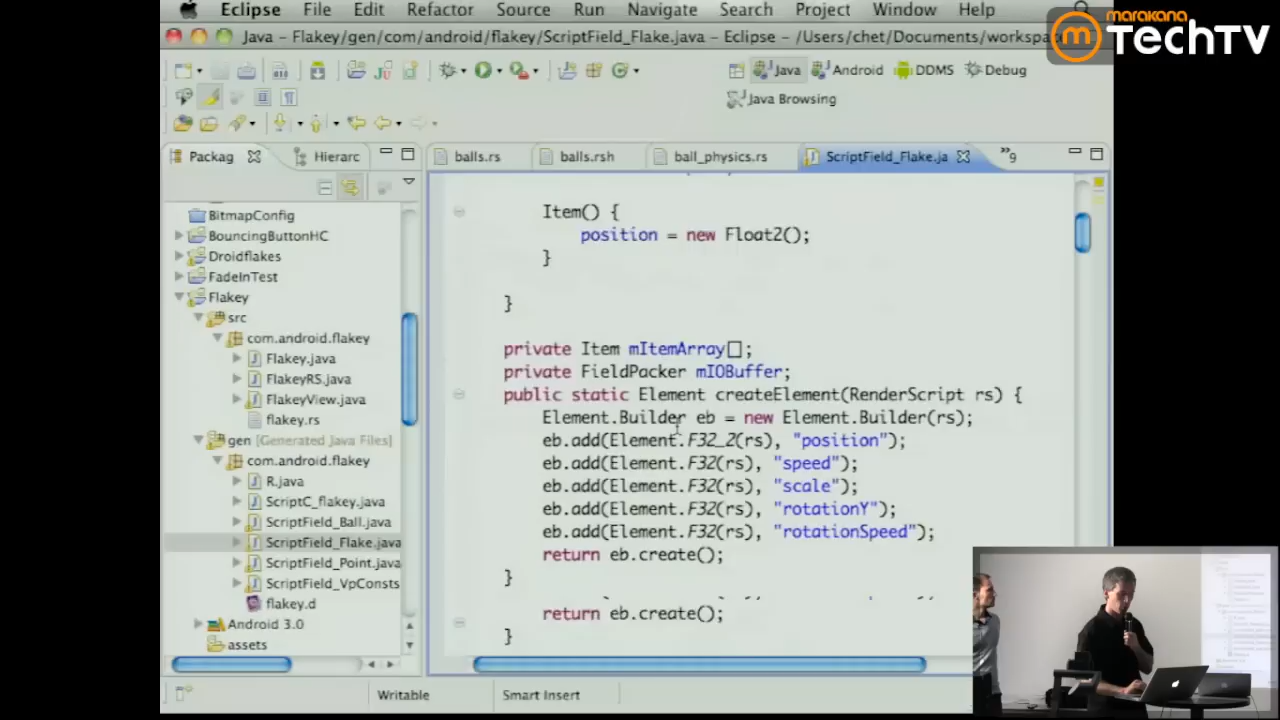 Eclipse File Edit Refactor Source Run Navigate Search Project Window Help
marakana
TechTV
Java – Flakey/gen/com/android/flakey/ScriptField_Flake.java – Eclipse – /Users/chet/Documents/workspace
Java Android DDMS Debug
Java Browsing
Packag Hierarc
balls.rs balls.rsh ball_physics.rs ScriptField_Flake.ja 9
BitmapConfig
BouncingButtonHC
Droidflakes
FadeInTest
Flakey
src
com.android.flakey
Flakey.java
FlakeyRS.java
FlakeyView.java
flakey.rs
gen [Generated Java Files]
com.android.flakey
R.java
ScriptC_flakey.java
ScriptField_Ball.java
ScriptField_Flake.java
ScriptField_Point.java
ScriptField_VpConsts
flakey.d
Android 3.0
assets
Item() {
position = new Float2();
}
}
private Item mItemArray[];
private FieldPacker mIOBuffer;
public static Element createElement(RenderScript rs) {
Element.Builder eb = new Element.Builder(rs);
eb.add(Element.F32_2(rs), "position");
eb.add(Element.F32(rs), "speed");
eb.add(Element.F32(rs), "scale");
eb.add(Element.F32(rs), "rotationY");
eb.add(Element.F32(rs), "rotationSpeed");
return eb.create();
}
return eb.create();
}
Writable Smart Insert